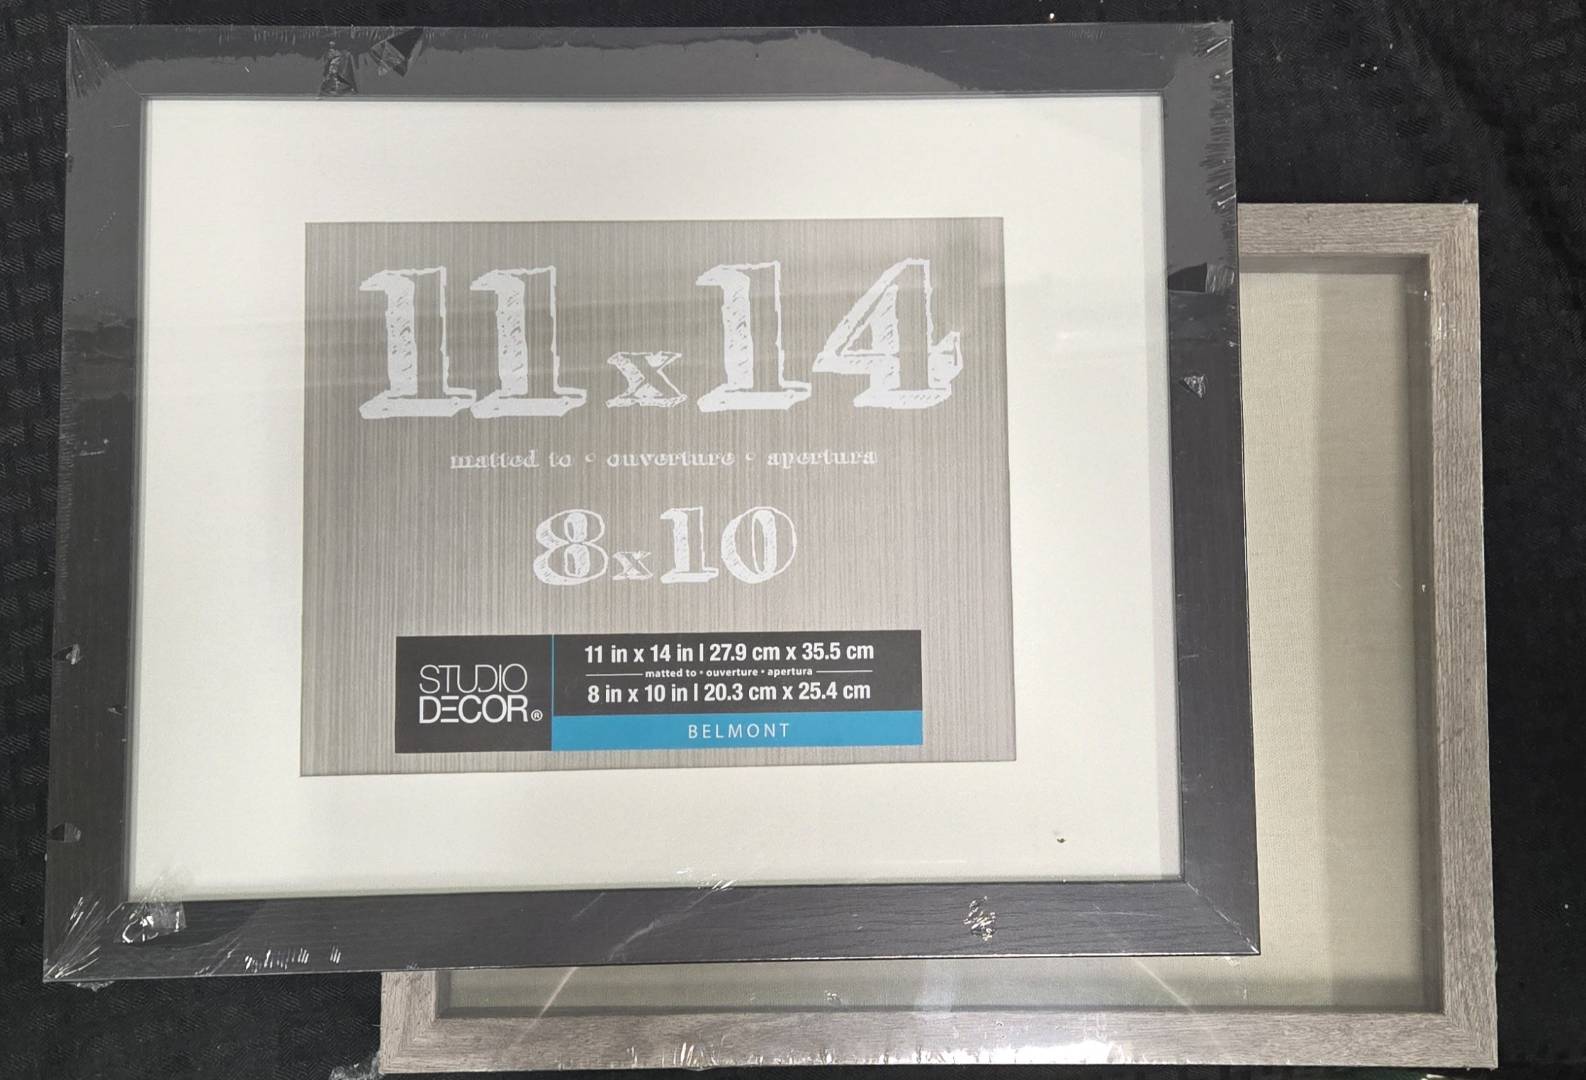 11x14
matted to • ouverture • apertura
8x10
STUDIO
DECOR®
11 in x 14 in | 27.9 cm x 35.5 cm
matted to • ouverture • apertura
8 in x 10 in | 20.3 cm x 25.4 cm
BELMONT